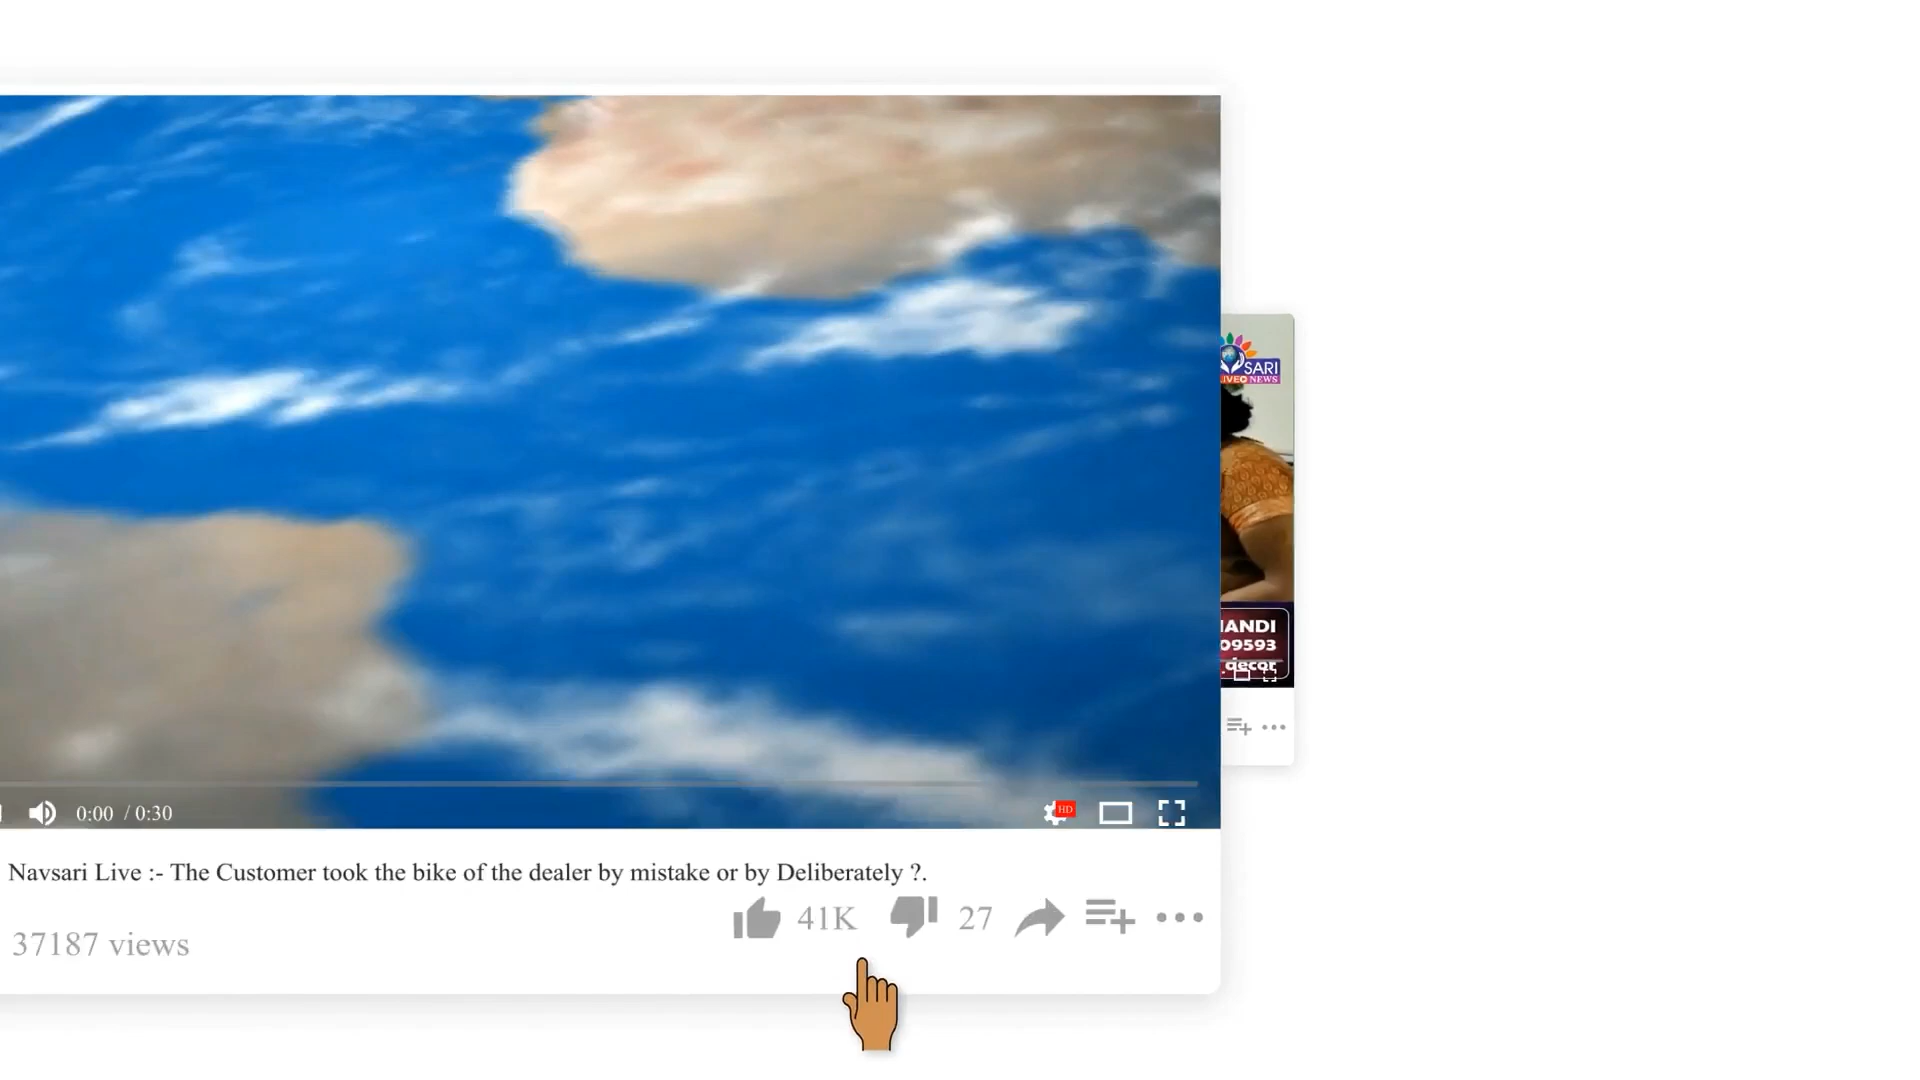 SARI
LIVE NEWS
09593
decor
0:00 / 0:30
HD
Navsari Live :- The Customer took the bike of the dealer by mistake or by Deliberately ?.
41K
27
37187 views